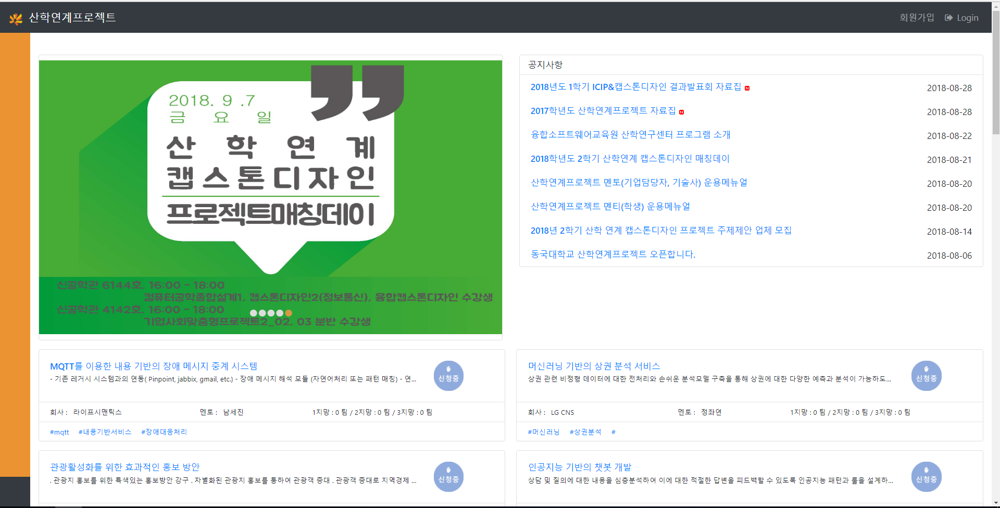 산학연계프로젝트
회원가입 Login
2018. 9 .7
금 요 일
산 학 연 계
캡스톤디자인
프로젝트매칭데이
신공학관 6144호, 16:00 - 18:00
컴퓨터공학종합설계1, 캡스톤디자인2(정보통신), 융합캡스톤디자인 수강생
신공학관 4142호, 16:00 - 18:00
기업사회맞춤형프로젝트2_02, 03 분반 수강생
공지사항
2018년도 1학기 ICIP&캡스톤디자인 결과발표회 자료집 N 2018-08-28
2017학년도 산학연계프로젝트 자료집 N 2018-08-28
융합소프트웨어교육원 산학연구센터 프로그램 소개 2018-08-22
2018학년도 2학기 산학연계 캡스톤디자인 매칭데이 2018-08-21
산학연계프로젝트 멘토(기업담당자, 기술사) 운용메뉴얼 2018-08-20
산학연계프로젝트 멘티(학생) 운용메뉴얼 2018-08-20
2018년 2학기 산학 연계 캡스톤디자인 프로젝트 주제제안 업체 모집 2018-08-14
동국대학교 산학연계프로젝트 오픈합니다. 2018-08-06
MQTT를 이용한 내용 기반의 장애 메시지 중계 시스템
- 기존 레거시 시스템과의 연동( Pinpoint, jabbix, gmail, etc.) - 장애 메시지 해석 모듈 (자연어처리 또는 패턴 매칭) - 연...
신청중
회사 : 라이프시맨틱스 멘토 : 남세진 1지망 : 0 팀 / 2지망 : 0 팀 / 3지망 : 0 팀
#mqtt #내용기반서비스 #장애대응처리
머신러닝 기반의 상권 분석 서비스
상권 관련 비정형 데이터에 대한 전처리와 손쉬운 분석모델 구축을 통해 상권에 대한 다양한 예측과 분석이 가능하도...
신청중
회사 : LG CNS 멘토 : 정좌연 1지망 : 0 팀 / 2지망 : 0 팀 / 3지망 : 0 팀
#머신러닝 #상권분석 #
관광활성화를 위한 효과적인 홍보 방안
. 관광지 홍보를 위한 특색있는 홍보방안 강구 . 차별화된 관광지 홍보를 통하여 관광객 증대 . 관광객 증대로 지역경제 ...
신청중
인공지능 기반의 챗봇 개발
상담 및 질의에 대한 내용을 심층분석하여 이에 대한 적절한 답변을 피드백할 수 있도록 인공지능 패턴과 룰을 설계하...
신청중